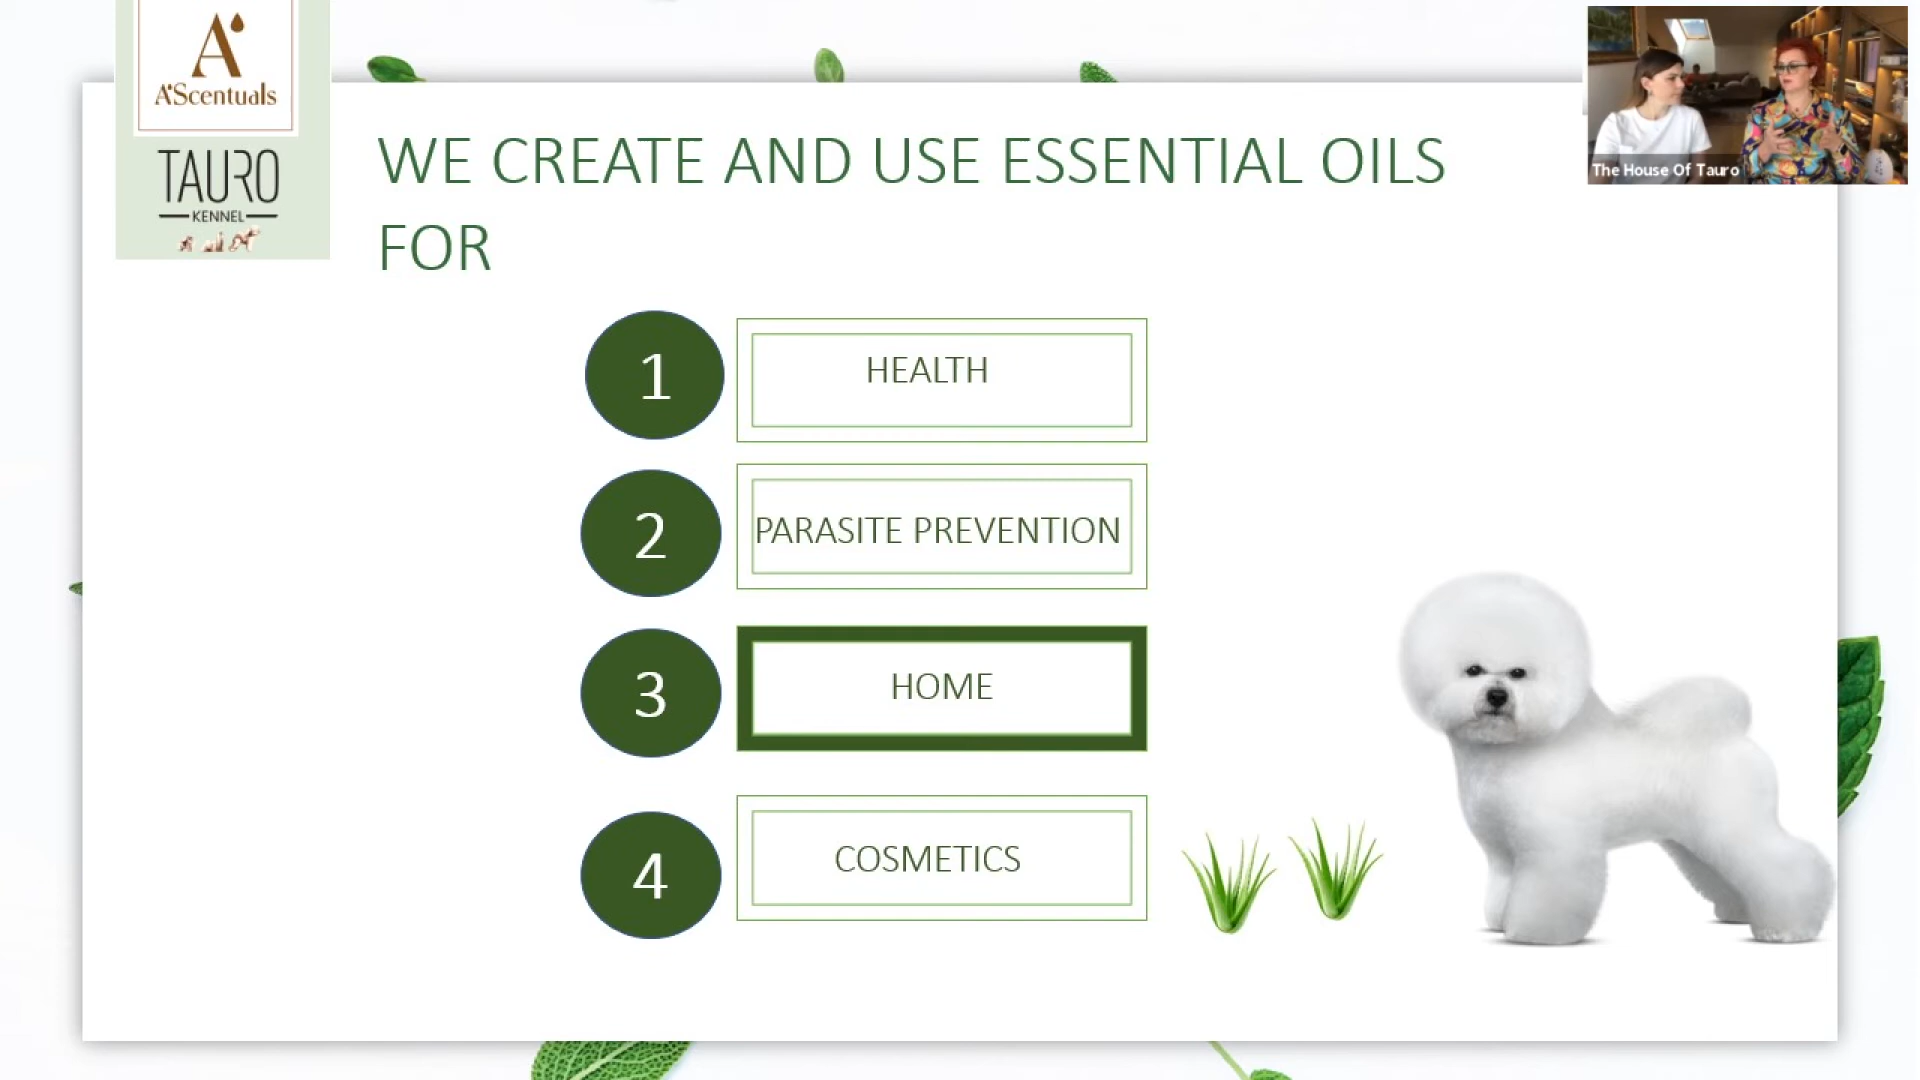 A
A'Scentuals
TAURO
KENNEL
WE CREATE AND USE ESSENTIAL OILS
FOR
The House Of Tauro
1
HEALTH
2
PARASITE PREVENTION
3
HOME
4
COSMETICS